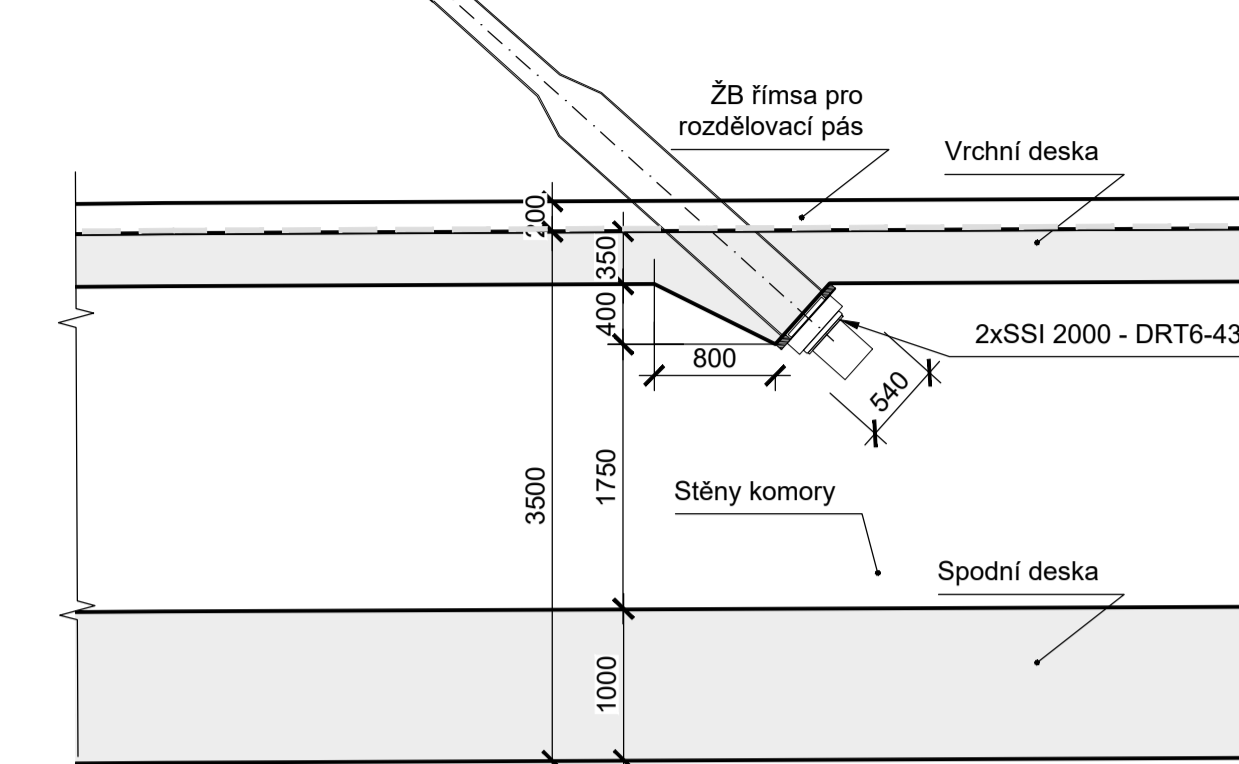 ŽB římsa pro
rozdělovací pás
Vrchní deska
200
350
400
800
2xSSI 2000 - DRT6-43
540
3500
1750
Stěny komory
Spodní deska
1000